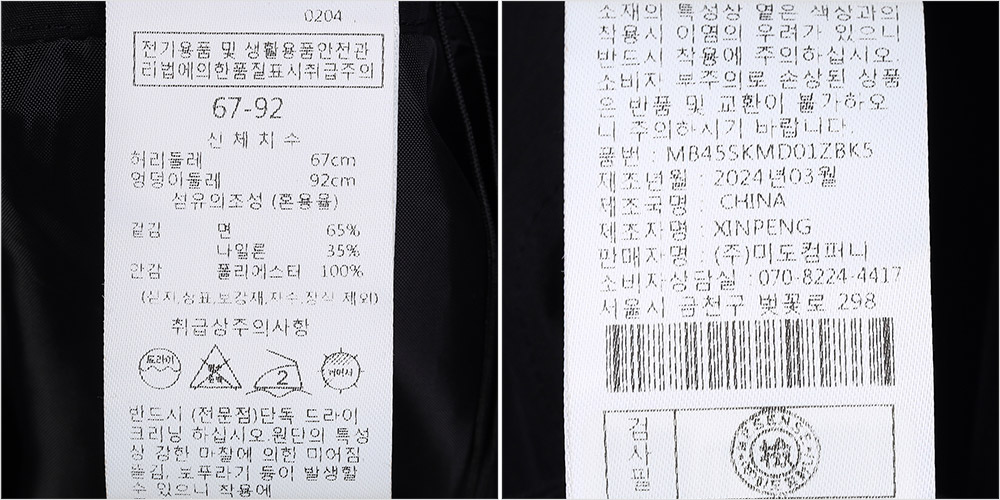 0204
전기용품 및 생활용품안전관
리법에의한품질표시취급주의
67-92
신체치수
허리둘레 67cm
엉덩이둘레 92cm
섬유의조성 (혼용율)
겉감 면 65%
나일론 35%
안감 폴리에스터 100%
(심지,상표,보강재,자수,장식 제외)
취급상주의사항
드라이
2
반드시 (전문점)단독 드라이
크리닝 하십시오.원단의 특성
상 강한 마찰에 의한 미어짐
올김, 보푸라기 등이 발생할
수 있으니 착용에
소재의 특성상 옅은 색상과의
착용시 이염의 우려가 있으니
반드시 착용에 주의하십시오.
소비자 부주의로 손상된 상품
은 반품 및 교환이 불가하오
니 주의하시기 바랍니다.
품번 : MB45SKMD01ZBK5
제조년월 : 2024년03월
제조국명 : CHINA
제조자명 : XINPENG
판매자명 : (주)미도컴퍼니
소비자상담실 : 070-8224-4417
서울시 금천구 벚꽃로 298
검사필